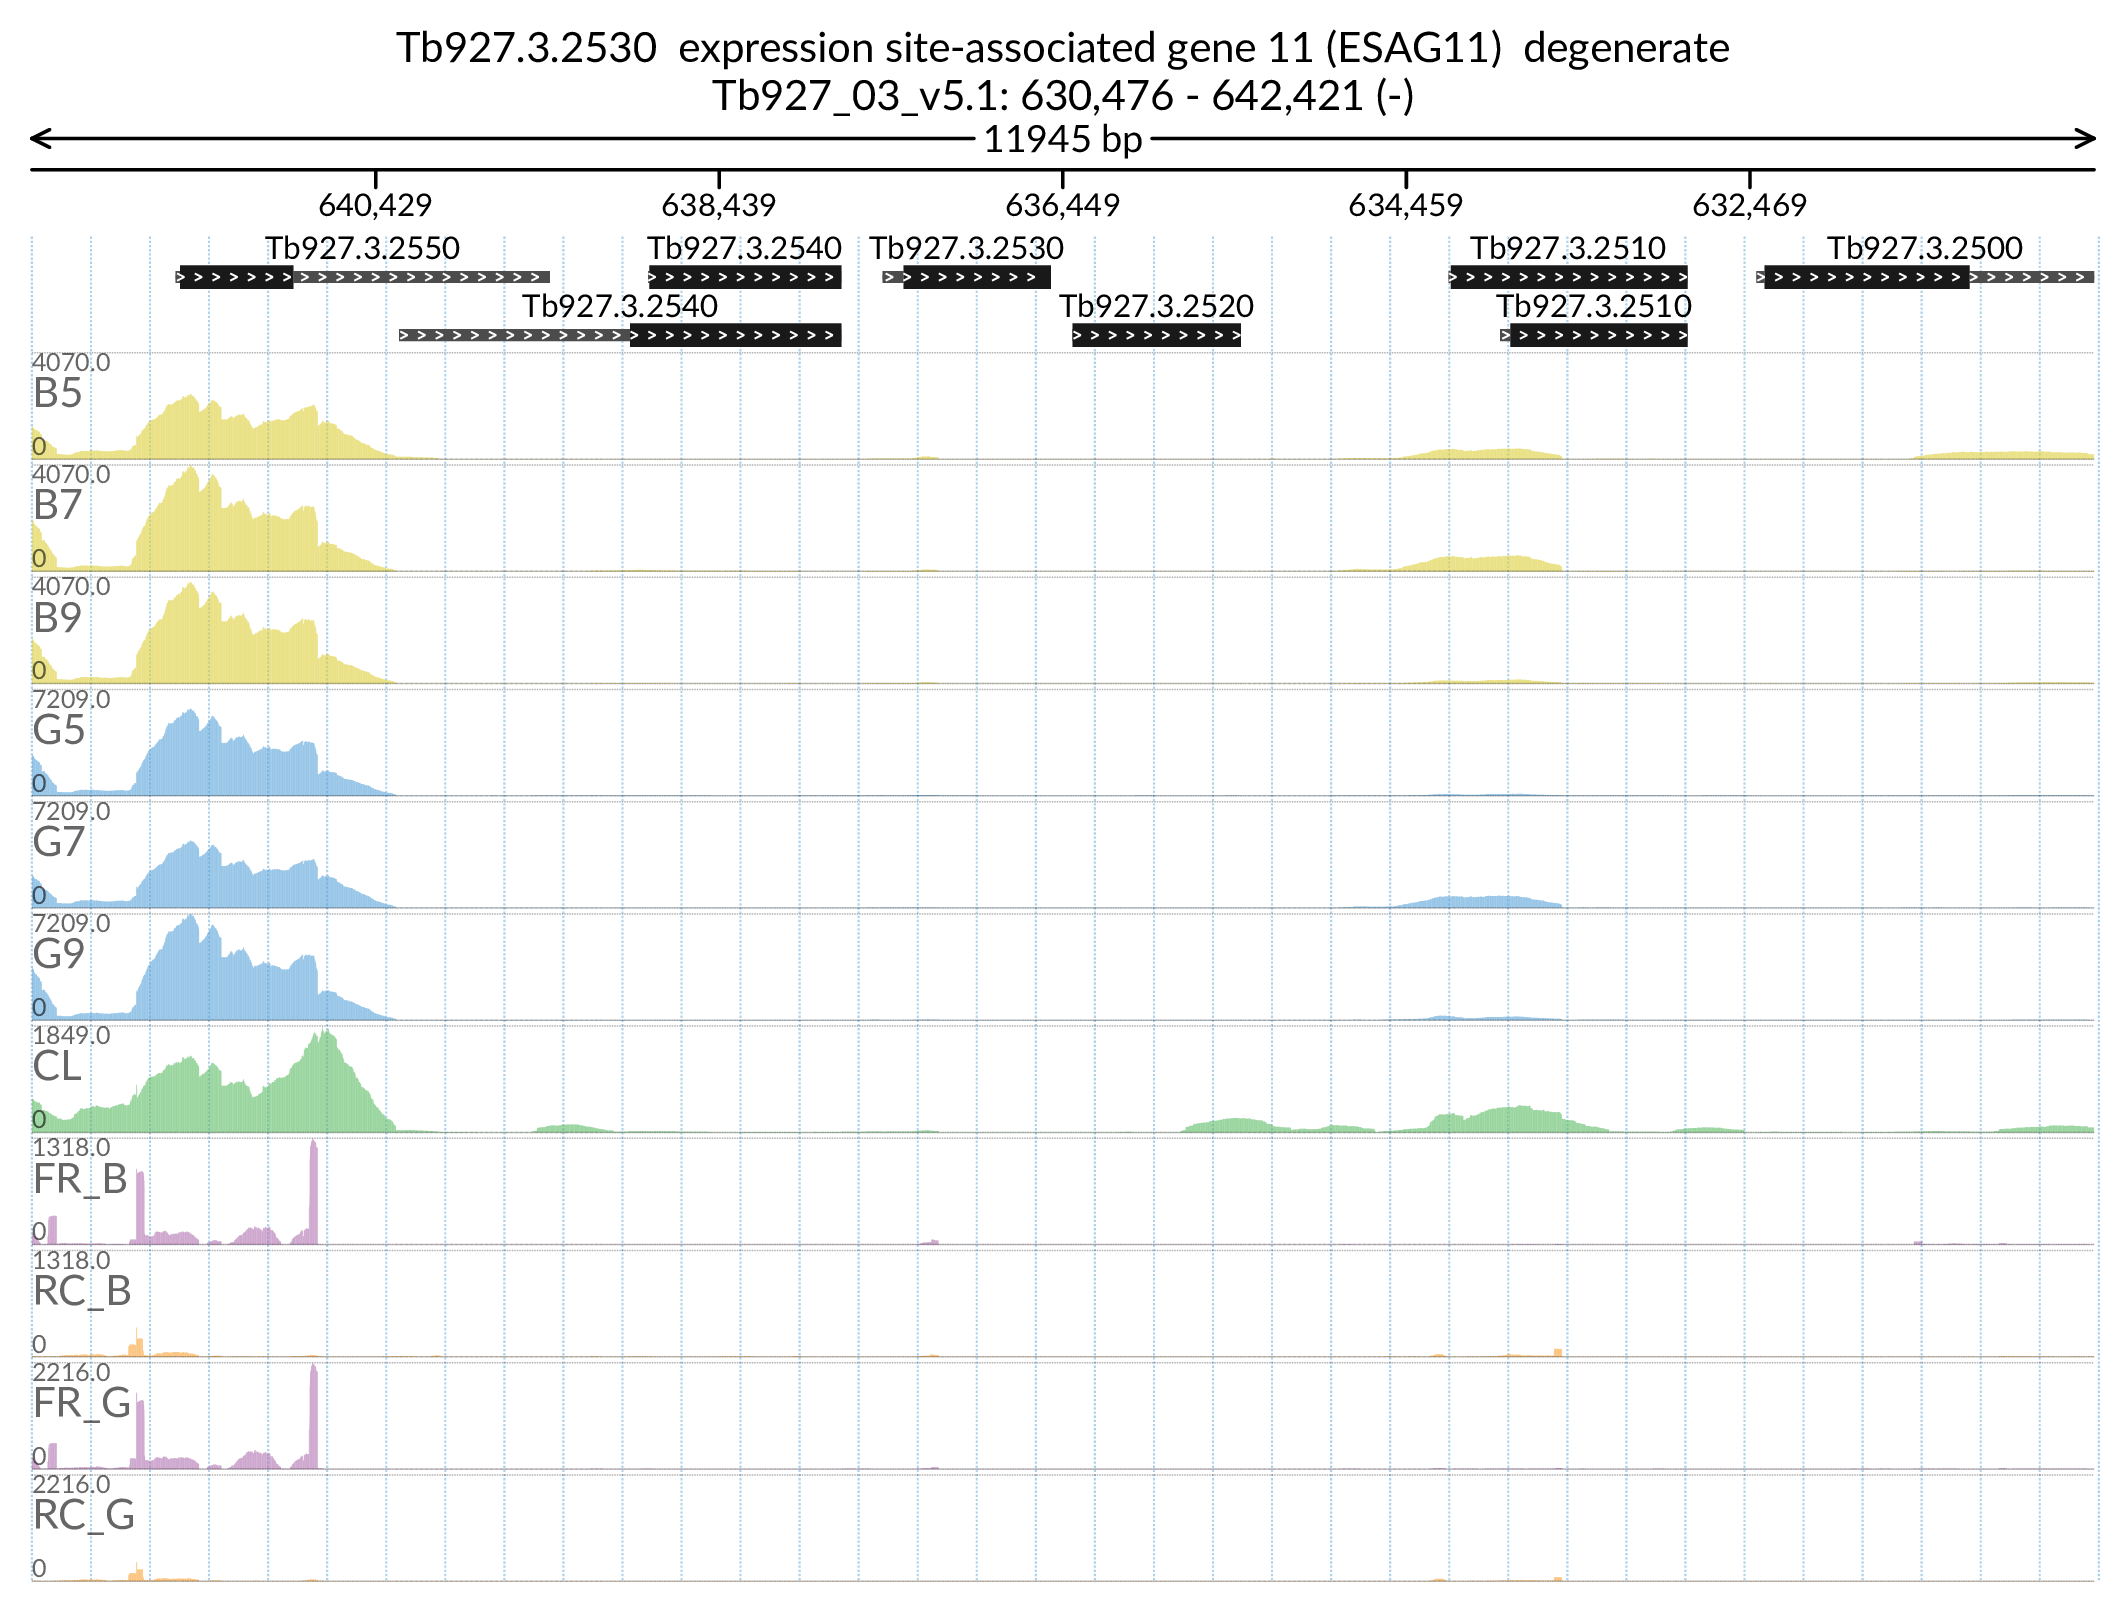 Tb927.3.2530 expression site-associated gene 11 (ESAG11) degenerate
Tb927_03_v5.1: 630,476 - 642,421 (-)
11945 bp
640,429 638,439 636,449 634,459 632,469
Tb927.3.2550 Tb927.3.2540 Tb927.3.2530 Tb927.3.2510 Tb927.3.2500
Tb927.3.2540 Tb927.3.2520 Tb927.3.2510
4070.0
B5
0
4070.0
B7
0
4070.0
B9
0
7209.0
G5
0
7209.0
G7
0
7209.0
G9
0
1849.0
CL
0
1318.0
FR_B
0
1318.0
RC_B
0
2216.0
FR_G
0
2216.0
RC_G
0